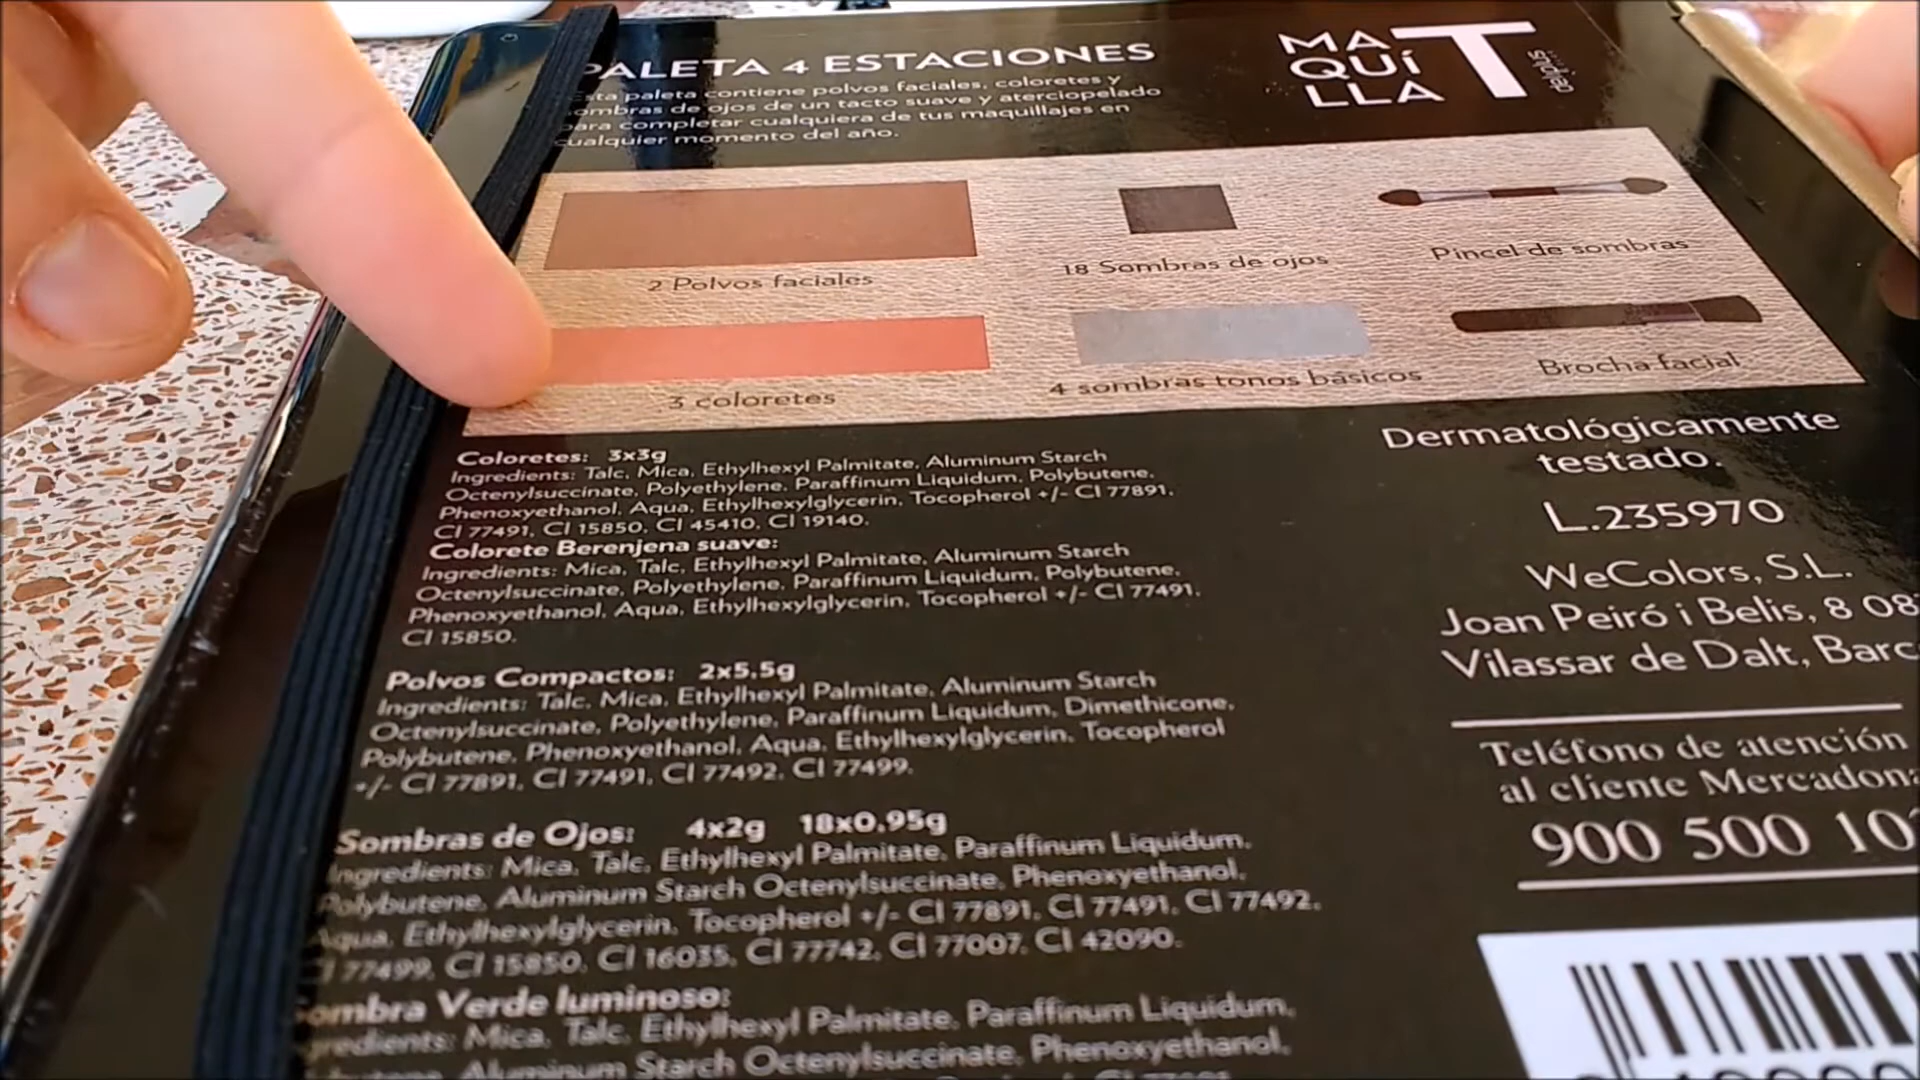 PALETA 4 ESTACIONES
Esta paleta contiene polvos faciales, coloretes y
sombras de ojos de un tacto suave y aterciopelado
para completar cualquiera de tus maquillajes en
cualquier momento del año.
MA
QUÍ
LLA
T
deliplus
2 Polvos faciales
18 Sombras de ojos
Pincel de sombras
3 coloretes
4 sombras tonos básicos
Brocha facial
Coloretes: 3x3g
Ingredients: Talc, Mica, Ethylhexyl Palmitate, Aluminum Starch
Octenylsuccinate, Polyethylene, Paraffinum Liquidum, Polybutene,
Phenoxyethanol, Aqua, Ethylhexylglycerin, Tocopherol +/- CI 77891,
CI 77491, CI 15850, CI 45410, CI 19140.
Colorete Berenjena suave:
Ingredients: Mica, Talc, Ethylhexyl Palmitate, Aluminum Starch
Octenylsuccinate, Polyethylene, Paraffinum Liquidum, Polybutene,
Phenoxyethanol, Aqua, Ethylhexylglycerin, Tocopherol +/- CI 77491,
CI 15850.
Polvos Compactos: 2x5.5g
Ingredients: Talc, Mica, Ethylhexyl Palmitate, Aluminum Starch
Octenylsuccinate, Polyethylene, Paraffinum Liquidum, Dimethicone,
Polybutene, Phenoxyethanol, Aqua, Ethylhexylglycerin, Tocopherol
+/- CI 77891, CI 77491, CI 77492, CI 77499.
Sombras de Ojos: 4x2g 18x0.95g
Ingredients: Mica, Talc, Ethylhexyl Palmitate, Paraffinum Liquidum,
Polybutene, Aluminum Starch Octenylsuccinate, Phenoxyethanol,
Aqua, Ethylhexylglycerin, Tocopherol +/- CI 77891, CI 77491, CI 77492,
CI 77499, CI 15850, CI 16035, CI 77742, CI 77007, CI 42090.
Sombra Verde luminoso:
Ingredients: Mica, Talc, Ethylhexyl Palmitate, Paraffinum Liquidum,
Aluminum Starch Octenylsuccinate, Phenoxyethanol,
Dermatológicamente
testado.
L.235970
WeColors, S.L.
Joan Peiró i Belis, 8 08
Vilassar de Dalt, Barc
Teléfono de atención
al cliente Mercadona
900 500 10